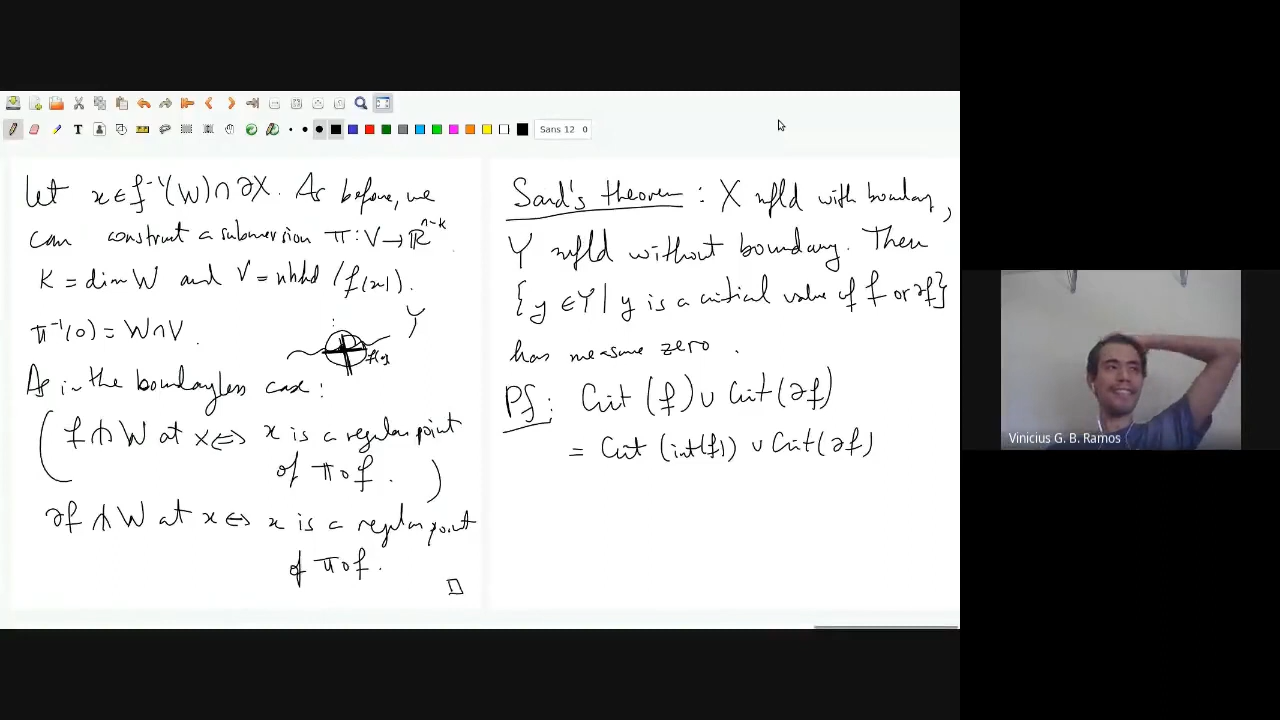 Sans 12 0
Let x ∈ f⁻¹(W) ∩ ∂X. As before, we
can construct a submersion π: V → ℝⁿ⁻ᵏ
K = dim W and V = nhbd / f(x).
π⁻¹(0) = W ∩ V.
Y
f(x)
As in the boundaryless case:
( f ⋔ W at x ⇔ x is a regular point
of π∘f. )
∂f ⋔ W at x ⇔ x is a regular point
of π∘f.
□
Sard's theorem: X mfld with boundary,
Y mfld without boundary. Then
{y ∈ Y | y is a critical value of f or ∂f}
has measure zero.
Pf: Crit (f) ∪ Crit (∂f)
= Crit (int(f)) ∪ Crit (∂f)
Vinicius G. B. Ramos